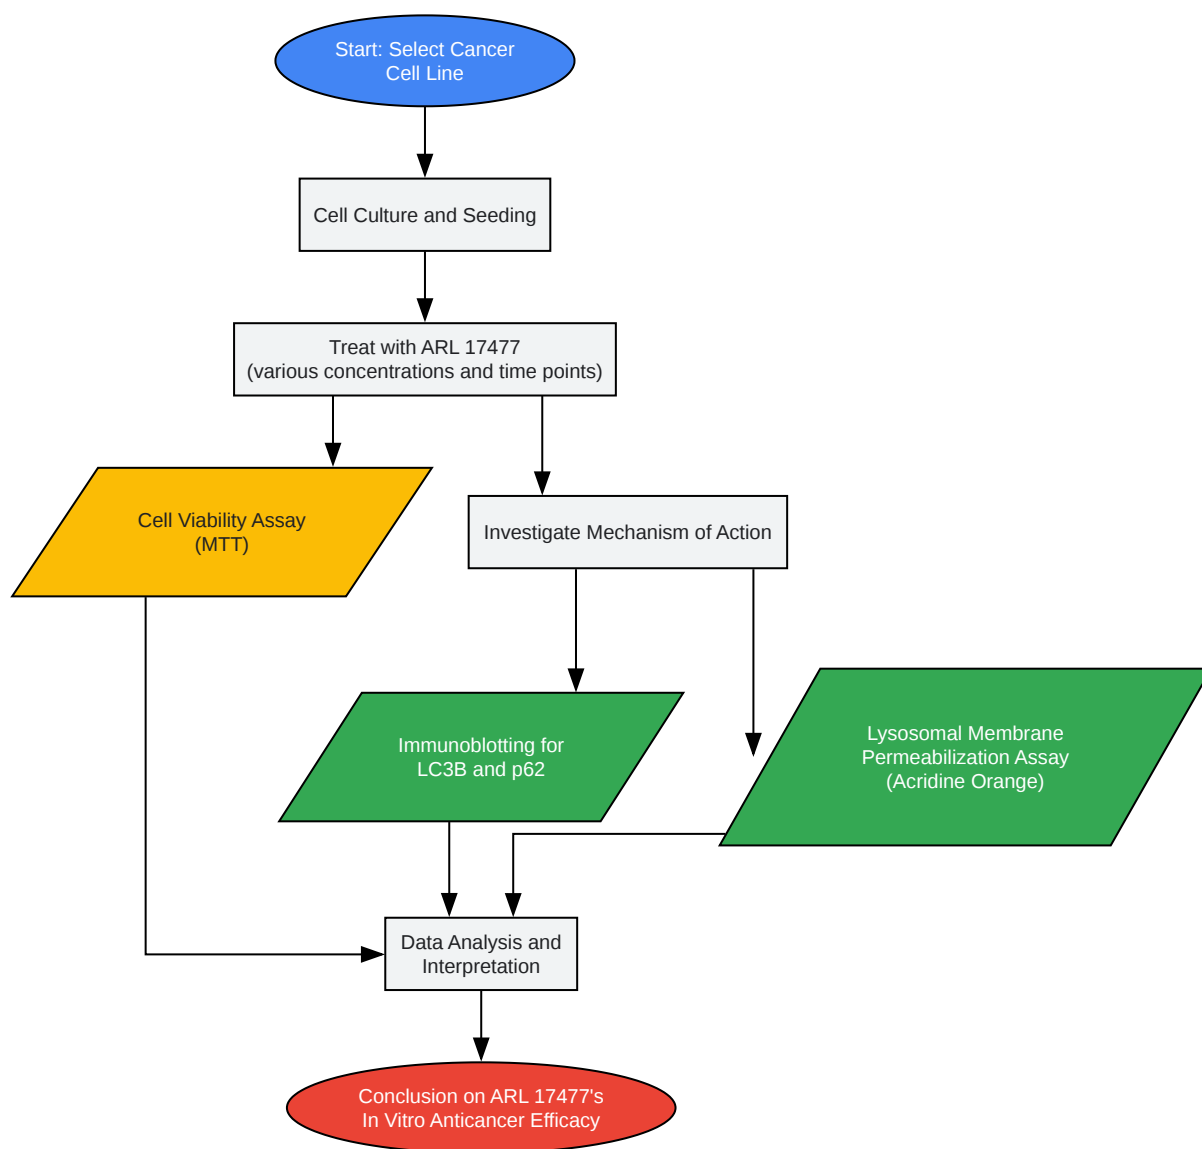 Start: Select Cancer
Cell Line
Cell Culture and Seeding
Treat with ARL 17477
(various concentrations and time points)
Cell Viability Assay
(MTT)
Investigate Mechanism of Action
Immunoblotting for
LC3B and p62
Lysosomal Membrane
Permeabilization Assay
(Acridine Orange)
Data Analysis and
Interpretation
Conclusion on ARL 17477's
In Vitro Anticancer Efficacy